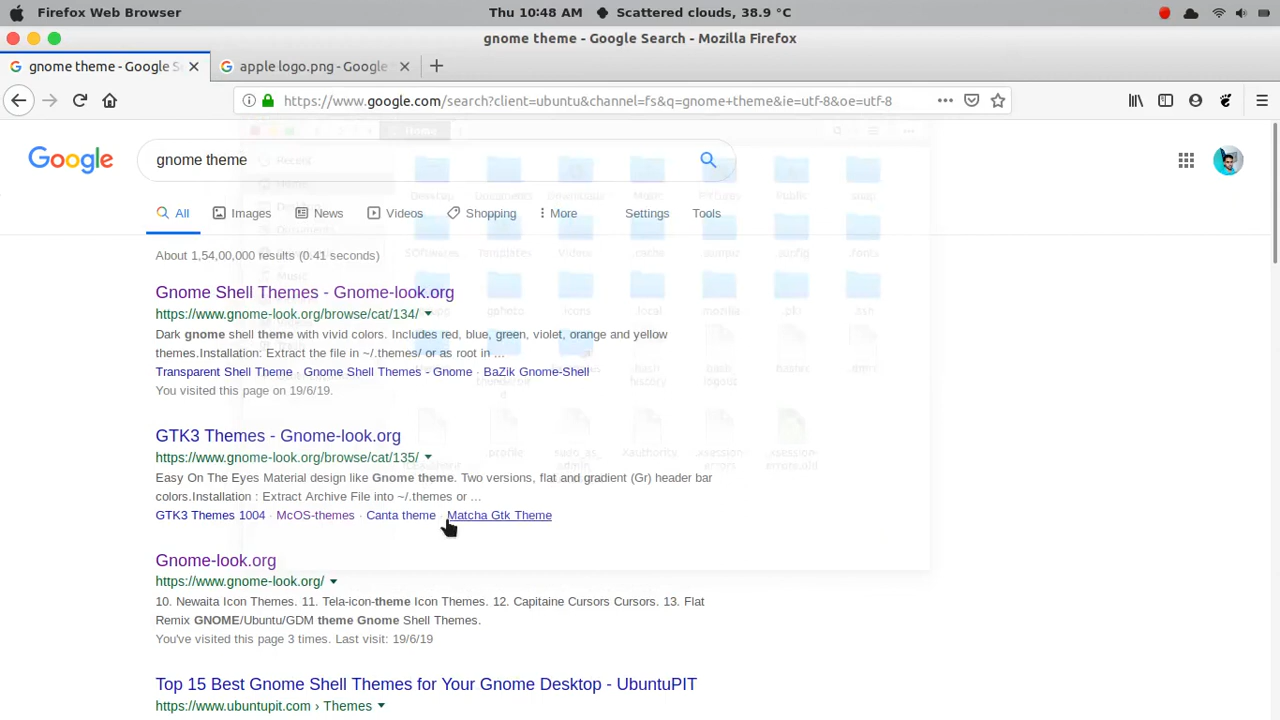 Firefox Web Browser
Thu 10:48 AM
Scattered clouds, 38.9 °C
gnome theme - Google Search - Mozilla Firefox
gnome theme - Google S
apple logo.png - Google
https://www.google.com/search?client=ubuntu&channel=fs&q=gnome+theme&ie=utf-8&oe=utf-8
Home
Google
gnome theme
Recent
All
Images
News
Videos
Shopping
More
Settings
Tools
About 1,54,00,000 results (0.41 seconds)
Music
Gnome Shell Themes - Gnome-look.org
https://www.gnome-look.org/browse/cat/134/
Dark gnome shell theme with vivid colors. Includes red, blue, green, violet, orange and yellow
themes.Installation: Extract the file in ~/.themes/ or as root in ...
Transparent Shell Theme · Gnome Shell Themes - Gnome · BaZik Gnome-Shell
You visited this page on 19/6/19.
GTK3 Themes - Gnome-look.org
https://www.gnome-look.org/browse/cat/135/
Easy On The Eyes Material design like Gnome theme. Two versions, flat and gradient (Gr) header bar
colors.Installation : Extract Archive File into ~/.themes or ...
GTK3 Themes 1004 · McOS-themes · Canta theme · Matcha Gtk Theme
Gnome-look.org
https://www.gnome-look.org/
10. Newaita Icon Themes. 11. Tela-icon-theme Icon Themes. 12. Capitaine Cursors Cursors. 13. Flat
Remix GNOME/Ubuntu/GDM theme Gnome Shell Themes.
You've visited this page 3 times. Last visit: 19/6/19
Top 15 Best Gnome Shell Themes for Your Gnome Desktop - UbuntuPIT
https://www.ubuntupit.com › Themes